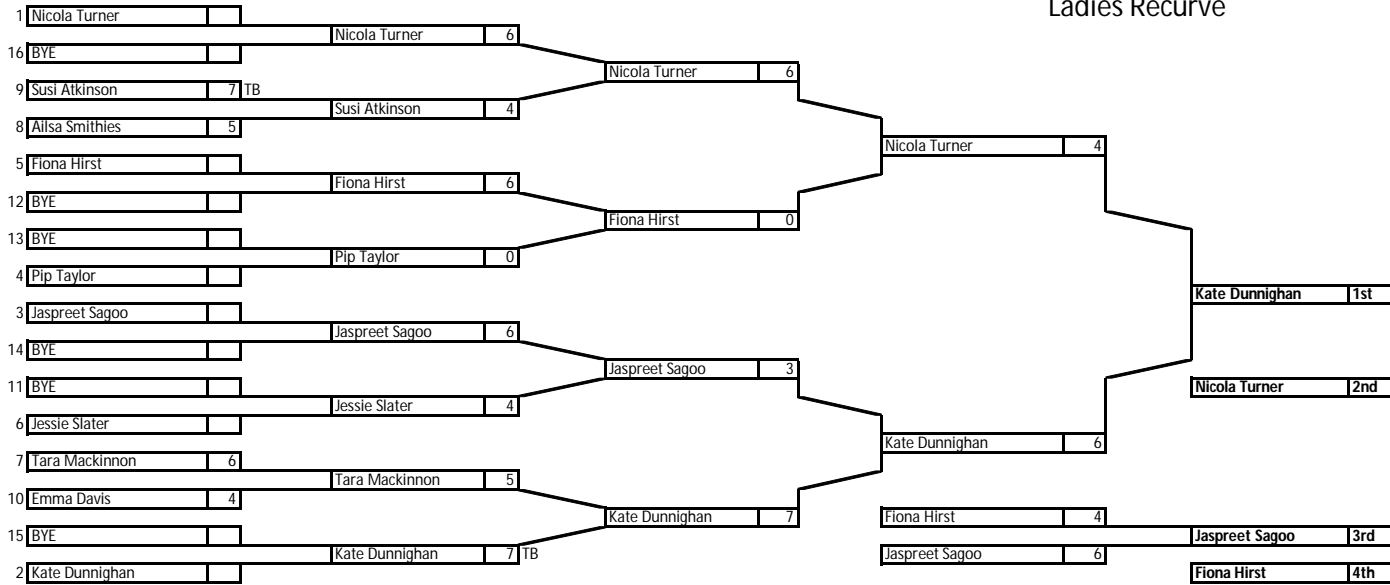 Ladies Recurve
1 Nicola Turner
Nicola Turner 6
16 BYE
Nicola Turner 6
9 Susi Atkinson 7 TB
Susi Atkinson 4
8 Ailsa Smithies 5
Nicola Turner 4
5 Fiona Hirst
Fiona Hirst 6
12 BYE
Fiona Hirst 0
13 BYE
Pip Taylor 0
4 Pip Taylor
Kate Dunnighan 1st
3 Jaspreet Sagoo
Jaspreet Sagoo 6
14 BYE
Jaspreet Sagoo 3
11 BYE
Nicola Turner 2nd
Jessie Slater 4
6 Jessie Slater
Kate Dunnighan 6
7 Tara Mackinnon 6
Tara Mackinnon 5
10 Emma Davis 4
Kate Dunnighan 7
Fiona Hirst 4
15 BYE
Jaspreet Sagoo 3rd
Kate Dunnighan 7 TB
Jaspreet Sagoo 6
2 Kate Dunnighan
Fiona Hirst 4th